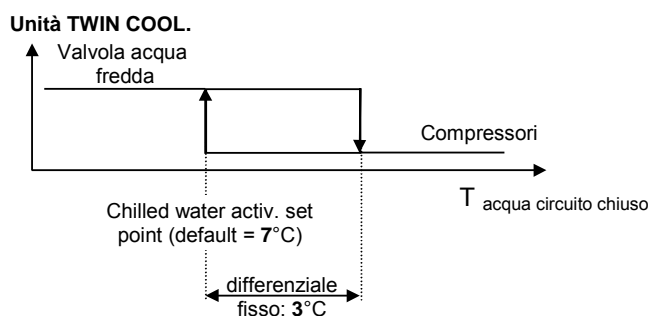 Unità TWIN COOL.
Valvola acqua
fredda
Compressori
T acqua circuito chiuso
Chilled water activ. set
point (default = 7°C)
differenziale
fisso: 3°C